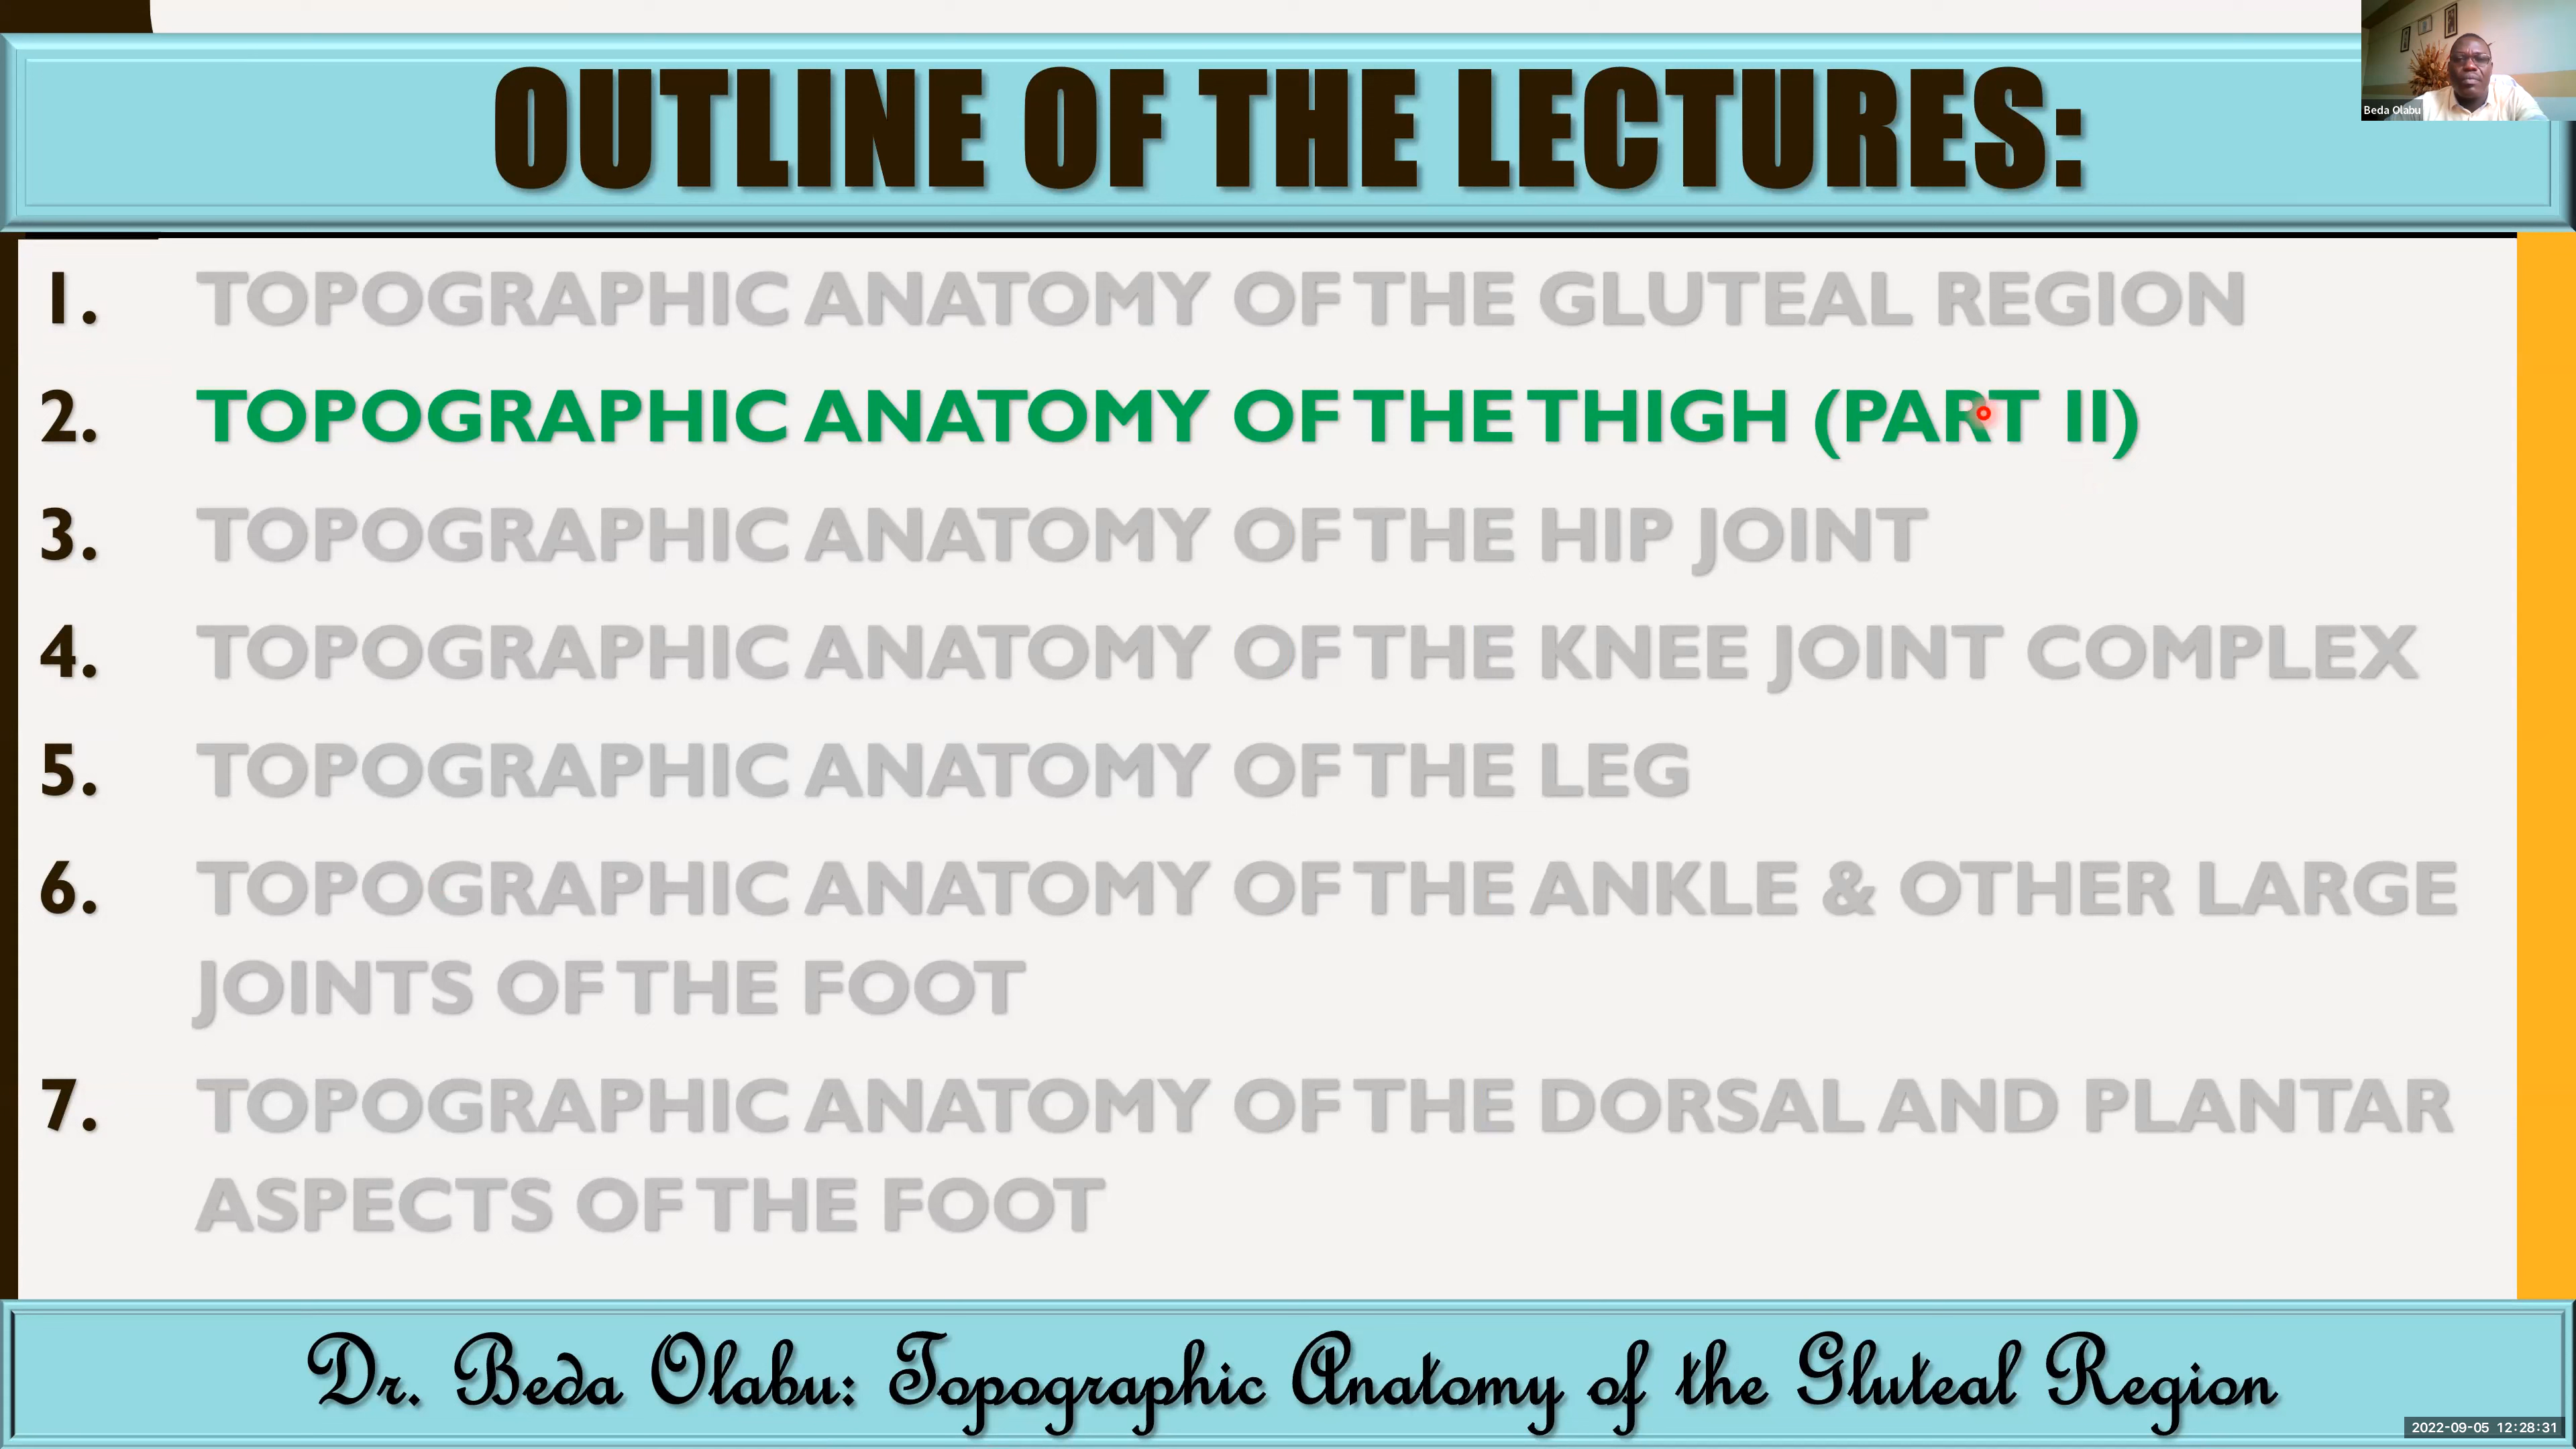 OUTLINE OF THE LECTURES:
Beda Olabu
1. TOPOGRAPHIC ANATOMY OF THE GLUTEAL REGION
2. TOPOGRAPHIC ANATOMY OF THE THIGH (PART II)
3. TOPOGRAPHIC ANATOMY OF THE HIP JOINT
4. TOPOGRAPHIC ANATOMY OF THE KNEE JOINT COMPLEX
5. TOPOGRAPHIC ANATOMY OF THE LEG
6. TOPOGRAPHIC ANATOMY OF THE ANKLE & OTHER LARGE
JOINTS OF THE FOOT
7. TOPOGRAPHIC ANATOMY OF THE DORSAL AND PLANTAR
ASPECTS OF THE FOOT
Dr. Beda Olabu: Topographic Anatomy of the Gluteal Region
2022-09-05 12:28:31